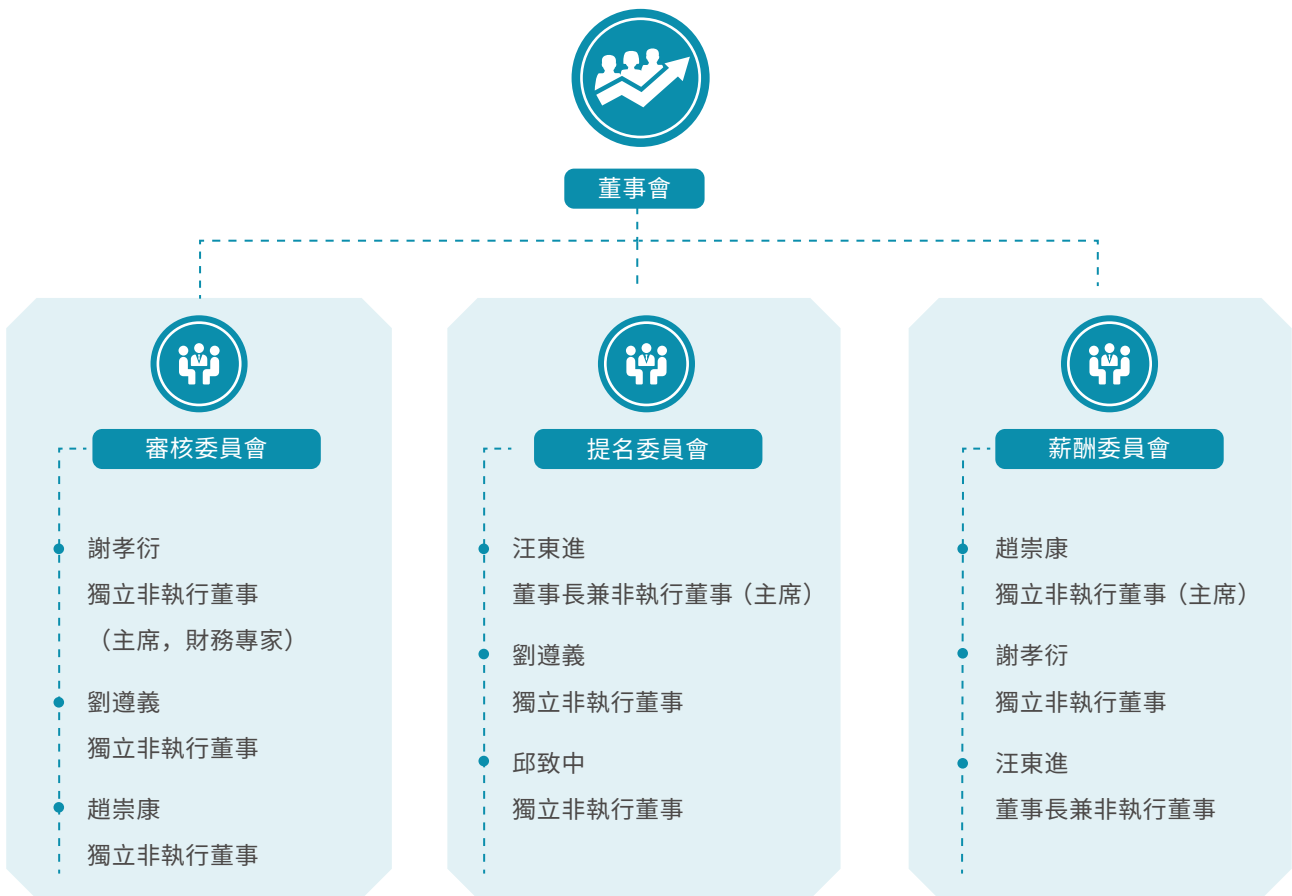 董事會
審核委員會
謝孝衍
獨立非執行董事
（主席，財務專家）
劉遵義
獨立非執行董事
趙崇康
獨立非執行董事
提名委員會
汪東進
董事長兼非執行董事（主席）
劉遵義
獨立非執行董事
邱致中
獨立非執行董事
薪酬委員會
趙崇康
獨立非執行董事（主席）
謝孝衍
獨立非執行董事
汪東進
董事長兼非執行董事